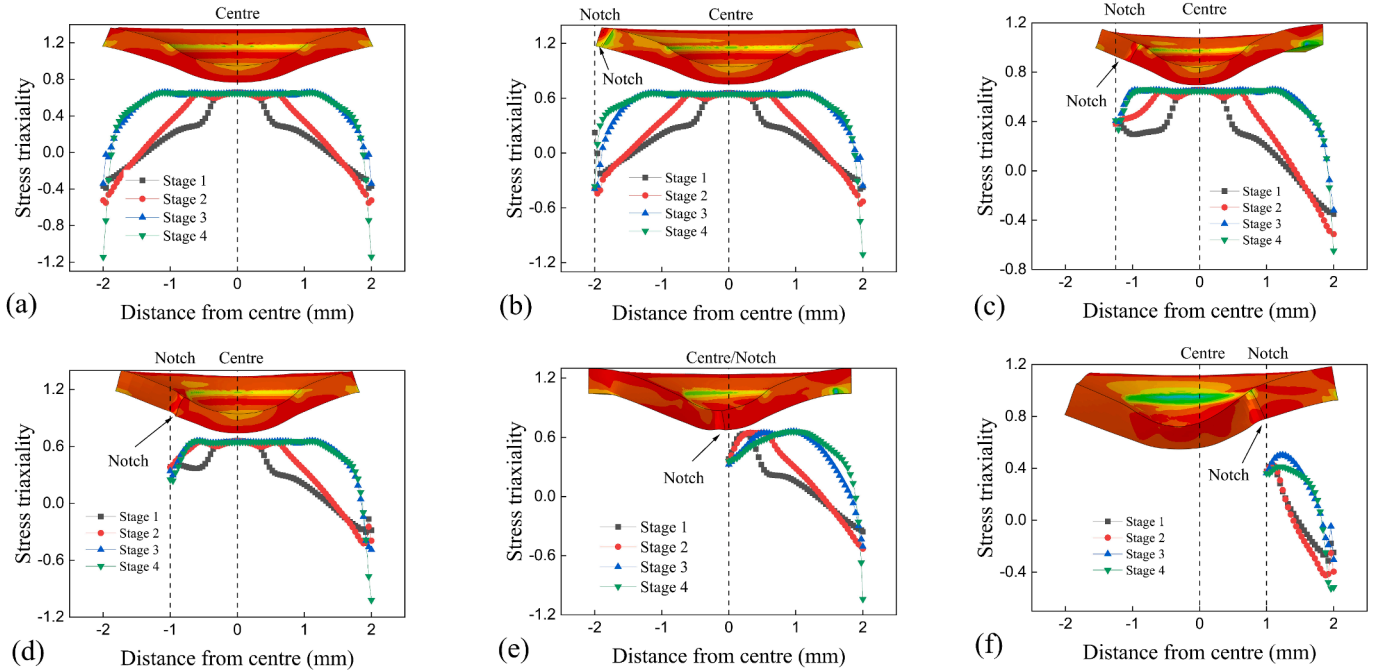 Centre
Stress triaxiality
1.2
0.8
0.4
0.0
-0.4
-0.8
-1.2
Stage 1
Stage 2
Stage 3
Stage 4
-2 -1 0 1 2
Distance from centre (mm)
(a)
Notch Centre
Stress triaxiality
1.2
0.6
0.0
-0.6
-1.2
Notch
Stage 1
Stage 2
Stage 3
Stage 4
-2 -1 0 1 2
Distance from centre (mm)
(b)
Notch Centre
Stress triaxiality
1.2
0.8
0.4
0.0
-0.4
-0.8
Notch
Stage 1
Stage 2
Stage 3
Stage 4
-2 -1 0 1 2
Distance from centre (mm)
(c)
Notch Centre
Stress triaxiality
1.2
0.6
0.0
-0.6
-1.2
Notch
Stage 1
Stage 2
Stage 3
Stage 4
-2 -1 0 1 2
Distance from centre (mm)
(d)
Centre/Notch
Stress triaxiality
1.2
0.6
0.0
-0.6
-1.2
Notch
Stage 1
Stage 2
Stage 3
Stage 4
-2 -1 0 1 2
Distance from centre (mm)
(e)
Centre Notch
Stress triaxiality
1.2
0.8
0.4
0.0
-0.4
Notch
Stage 1
Stage 2
Stage 3
Stage 4
-2 -1 0 1 2
Distance from centre (mm)
(f)